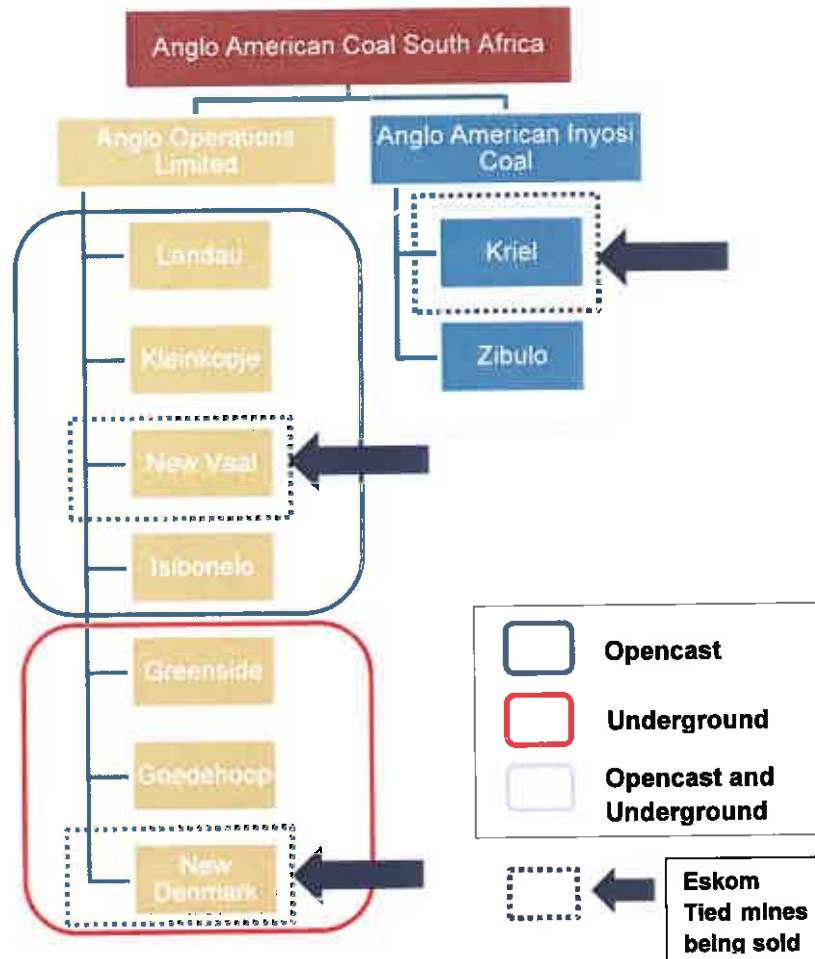 Anglo American Coal South Africa
Anglo Operations
Limited
Anglo American Inyosi
Coal
Landau
Kriel
Kleinkopje
Zibulo
New Vaal
Isibonelo
Greenside
Goedehoop
New
Denmark
Opencast
Underground
Opencast and
Underground
Eskom
Tied mines
being sold